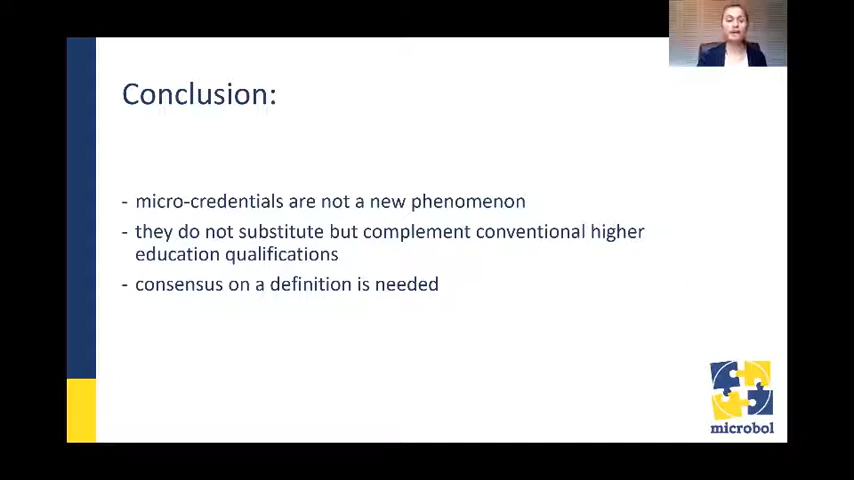 Conclusion:
- micro-credentials are not a new phenomenon
- they do not substitute but complement conventional higher
education qualifications
- consensus on a definition is needed
microbol